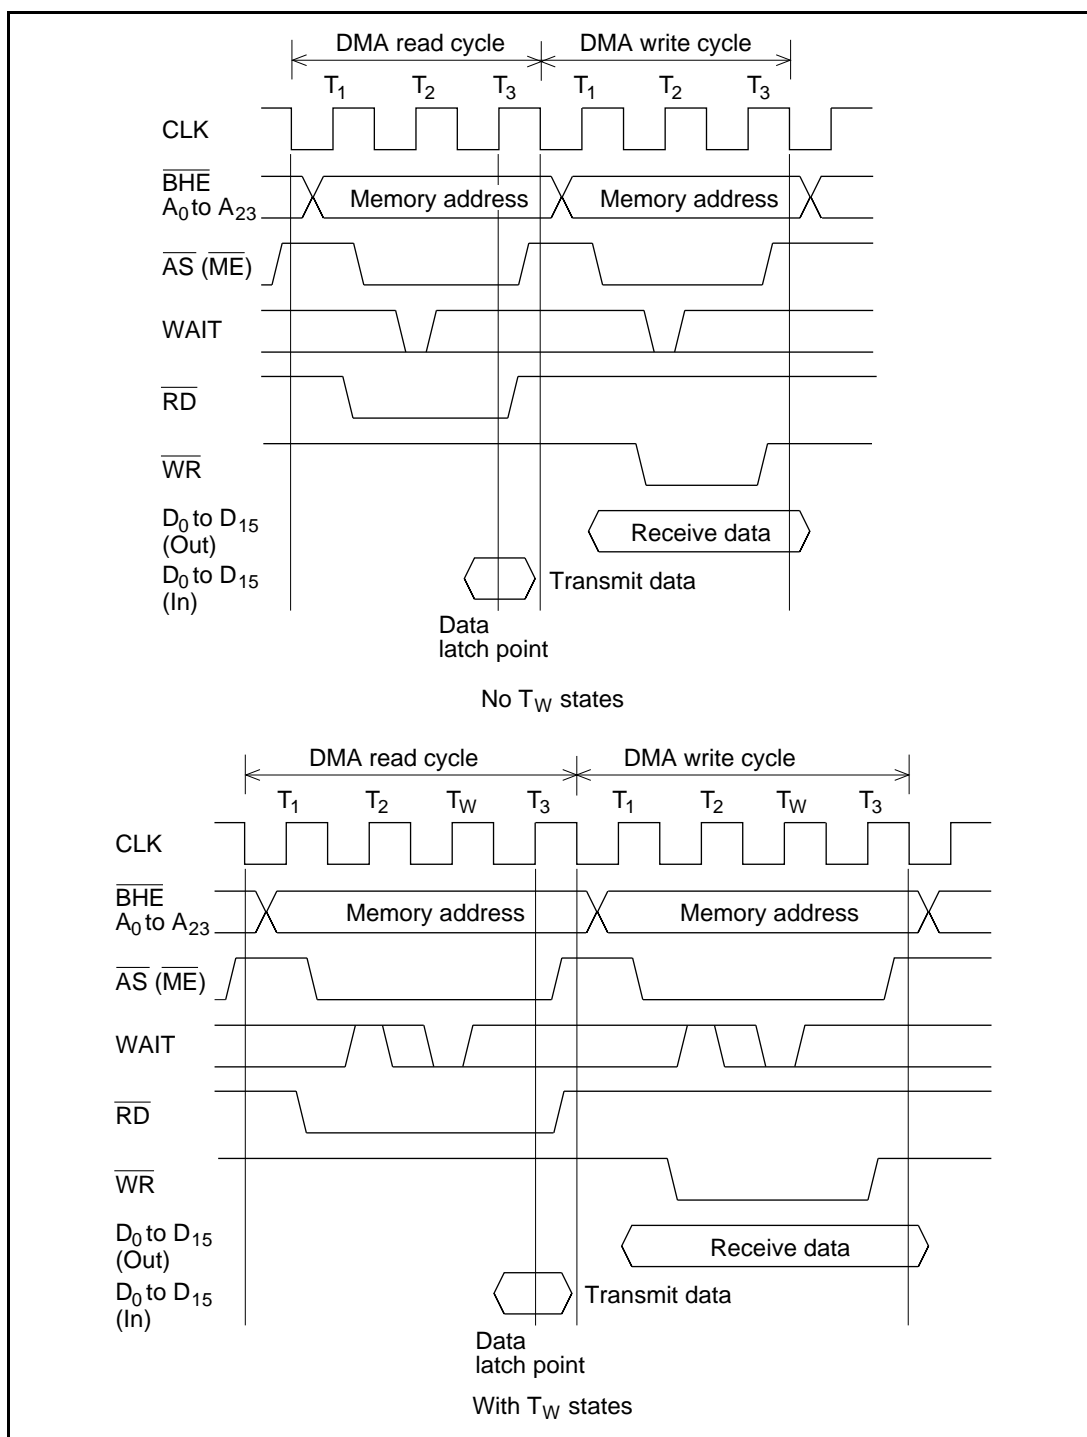 DMA read cycle DMA write cycle
T1 T2 T3 T1 T2 T3
CLK
BHE
A0 to A23 Memory address Memory address
AS (ME)
WAIT
RD
WR
D0 to D15
(Out) Receive data
D0 to D15
(In) Transmit data
Data
latch point
No TW states
DMA read cycle DMA write cycle
T1 T2 TW T3 T1 T2 TW T3
CLK
BHE
A0 to A23 Memory address Memory address
AS (ME)
WAIT
RD
WR
D0 to D15
(Out) Receive data
D0 to D15
(In) Transmit data
Data
latch point
With TW states